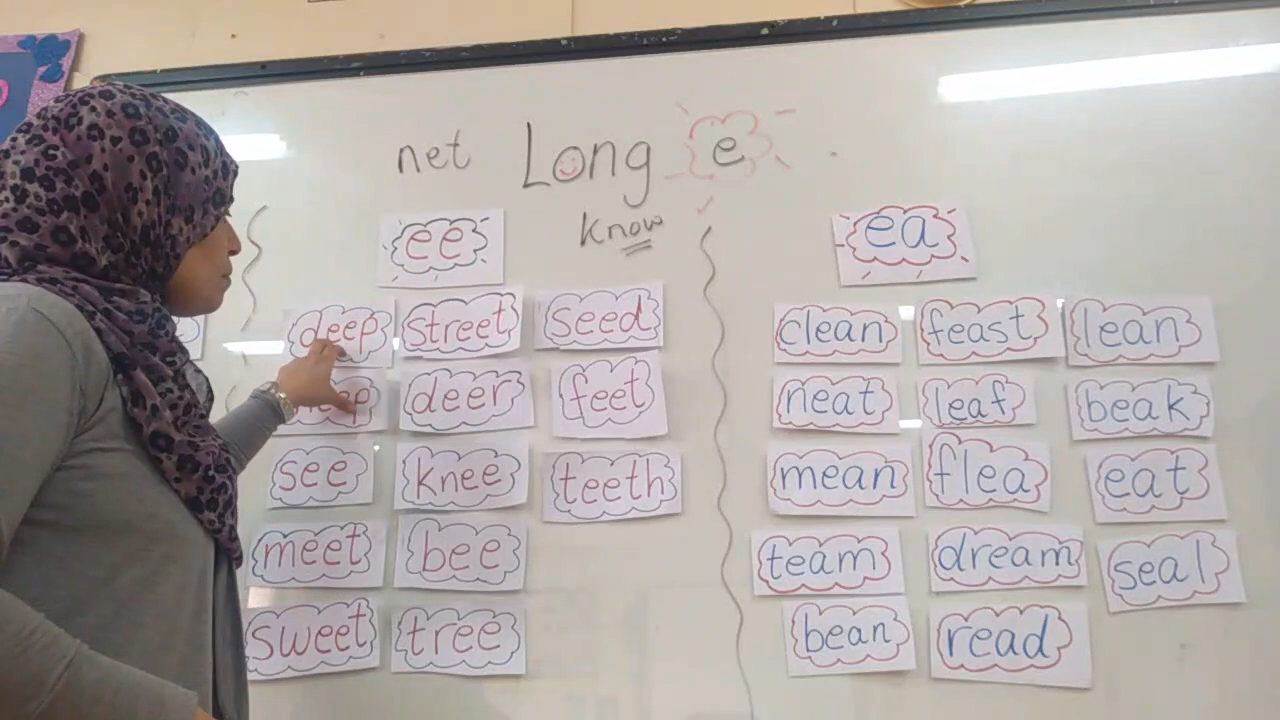 net Long e
know
ee
ea
deep street seed
deer feet
see knee teeth
meet bee
sweet tree
clean feast lean
neat leaf beak
mean flea eat
team dream seal
bean read